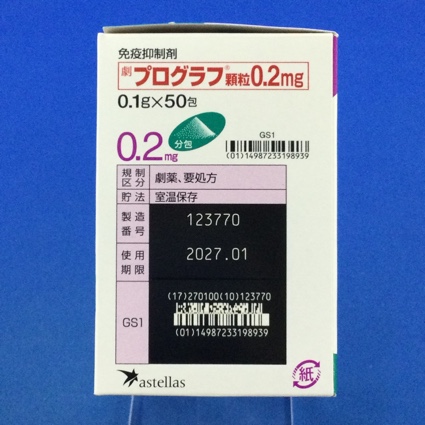 免疫抑制剤
劇 プログラフ® 顆粒0.2mg
0.1g×50包
0.2mg
分包
GS1
(01)14987233198939
規制区分 劇薬、要処方
貯法 室温保存
製造番号 123770
使用期限 2027.01
GS1
(17)270100(10)123770
(01)14987233198939
astellas
紙